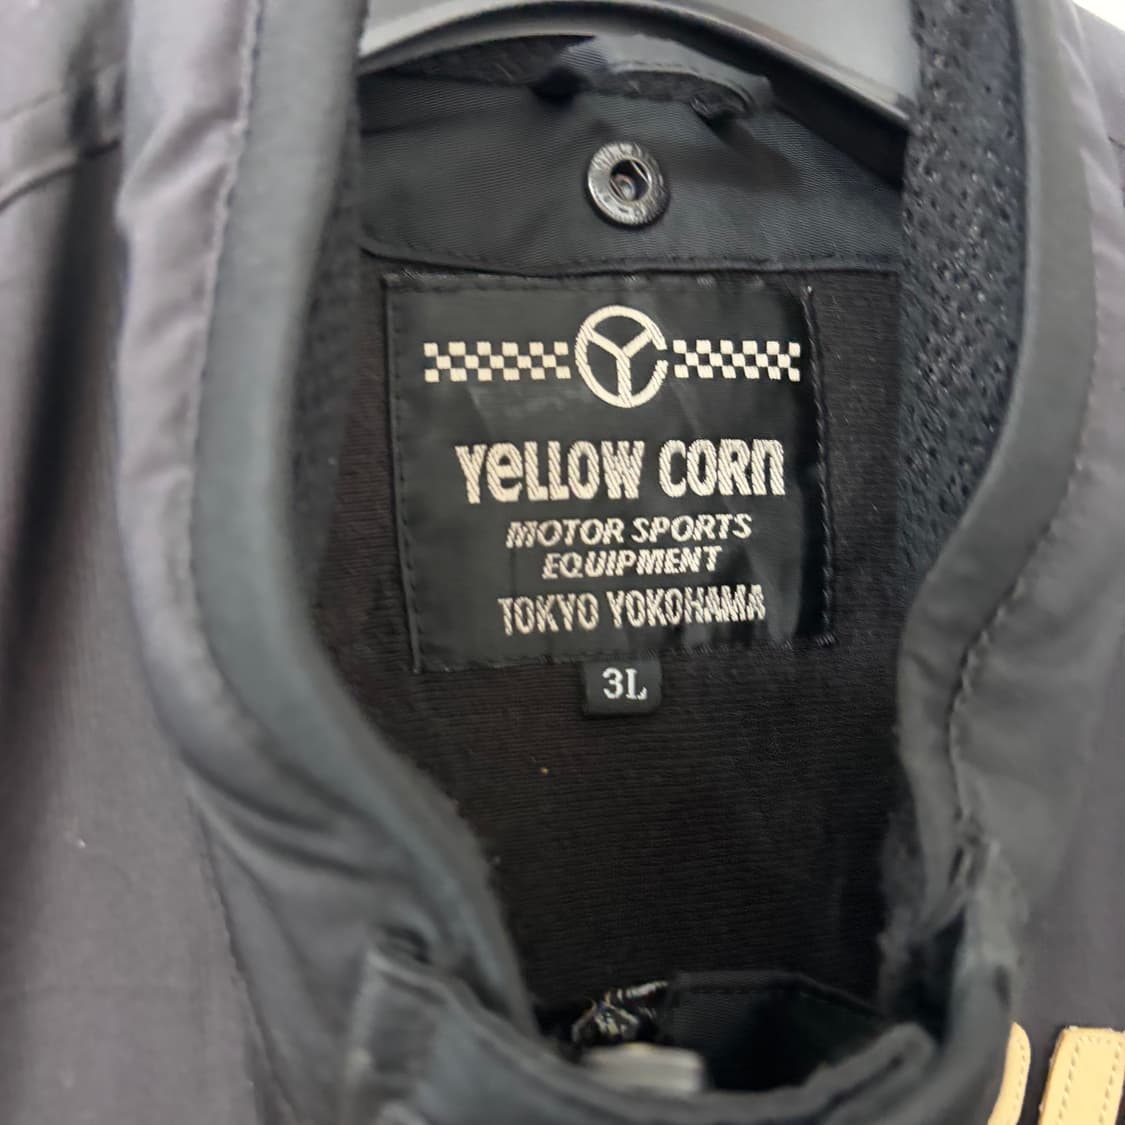 YELLOW CORN
MOTOR SPORTS
EQUIPMENT
TOKYO YOKOHAMA
3L